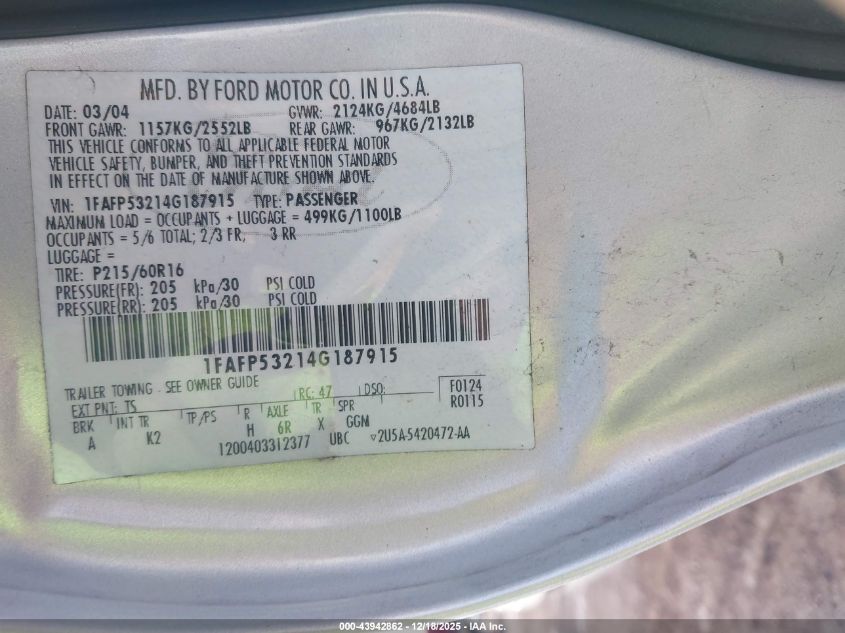 MFD. BY FORD MOTOR CO. IN U.S.A.
DATE: 03/04 GVWR: 2124KG/4684LB
FRONT GAWR: 1157KG/2552LB REAR GAWR: 967KG/2132LB
THIS VEHICLE CONFORMS TO ALL APPLICABLE FEDERAL MOTOR
VEHICLE SAFETY, BUMPER, AND THEFT PREVENTION STANDARDS
IN EFFECT ON THE DATE OF MANUFACTURE SHOWN ABOVE.
VIN: 1FAFP53214G187915 TYPE: PASSENGER
MAXIMUM LOAD = OCCUPANTS + LUGGAGE = 499KG/1100LB
OCCUPANTS = 5/6 TOTAL; 2/3 FR, 3 RR
LUGGAGE =
TIRE: P215/60R16
PRESSURE(FR): 205 kPa/30 PSI COLD
PRESSURE(RR): 205 kPa/30 PSI COLD
1FAFP53214G187915
TRAILER TOWING - SEE OWNER GUIDE
EXT PNT: TS RC: 47 DSO: F0124
R0115
BRK INT TR TP/PS R AXLE TR SPR
A K2 H 6R X GGN
1200403312377 UBC ▽2U5A-5420472-AA
000-43942862 - 12/18/2025 - IAA Inc.